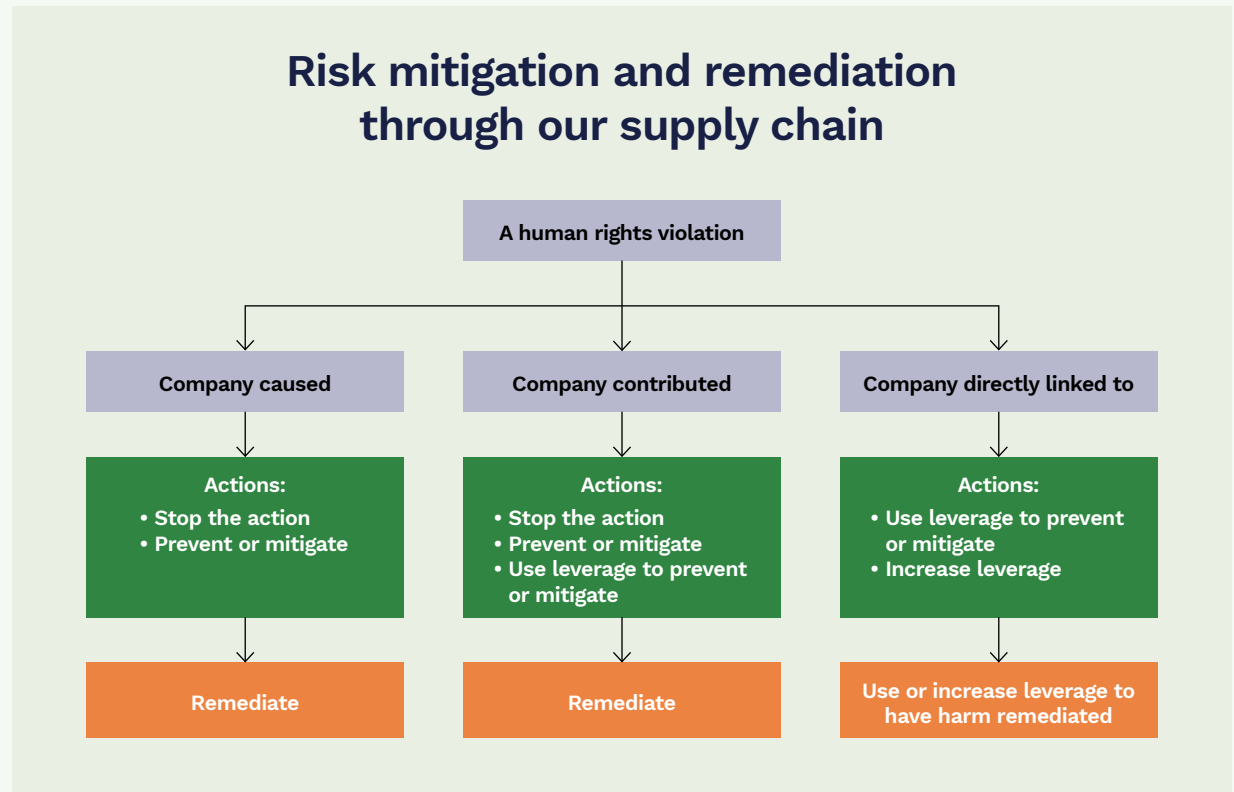 Risk mitigation and remediation
through our supply chain
A human rights violation
Company caused
Company contributed
Company directly linked to
Actions:
• Stop the action
• Prevent or mitigate
Actions:
• Stop the action
• Prevent or mitigate
• Use leverage to prevent
or mitigate
Actions:
• Use leverage to prevent
or mitigate
• Increase leverage
Remediate
Remediate
Use or increase leverage to
have harm remediated